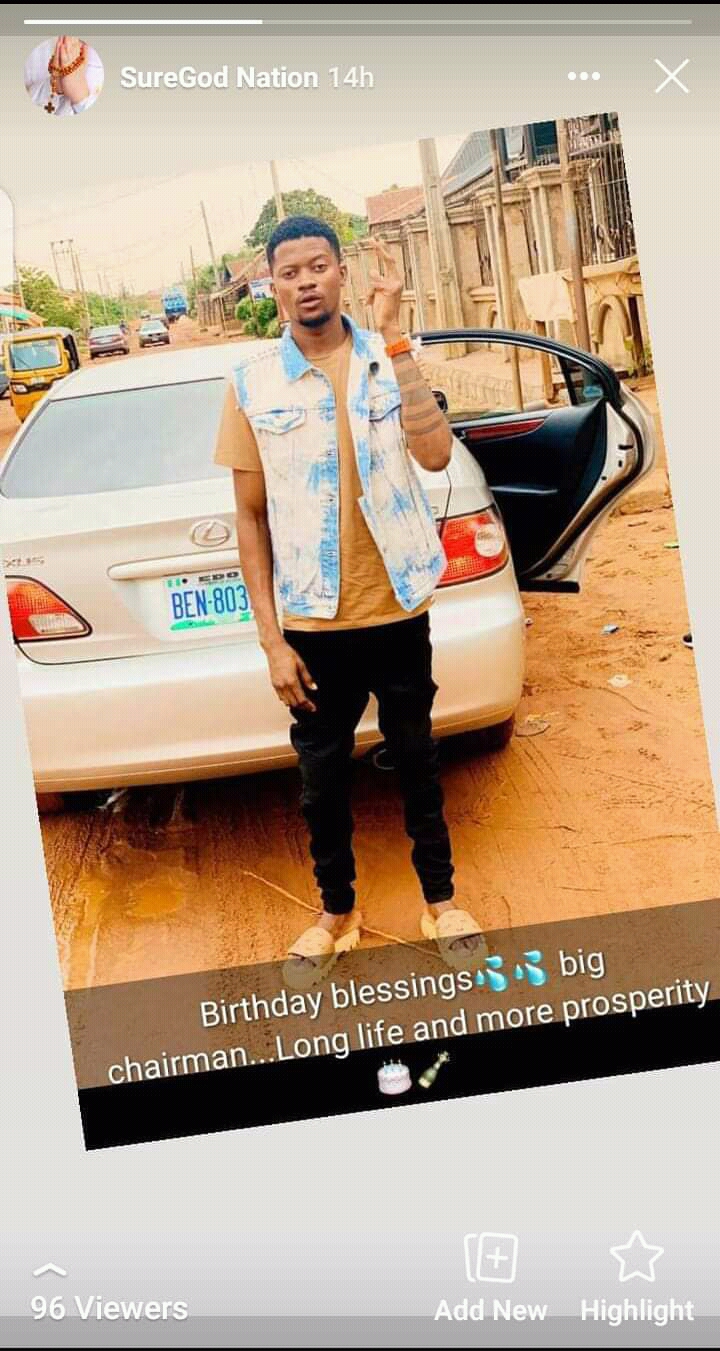 SureGod Nation 14h
XUS
EDO
BEN-803
Birthday blessings💦💦 big
chairman...Long life and more prosperity
🎂🍾
96 Viewers
Add New
Highlight